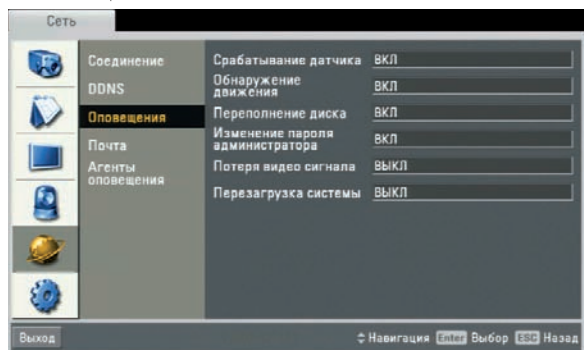 Сеть
Соединение
DDNS
Оповещения
Почта
Агенты
оповещения
Срабатывание датчика ВКЛ
Обнаружение
движения ВКЛ
Переполнение диска ВКЛ
Изменение пароля
администратора ВКЛ
Потеря видео сигнала ВЫКЛ
Перезагрузка системы ВЫКЛ
Выход
Навигация Enter Выбор ESC Назад